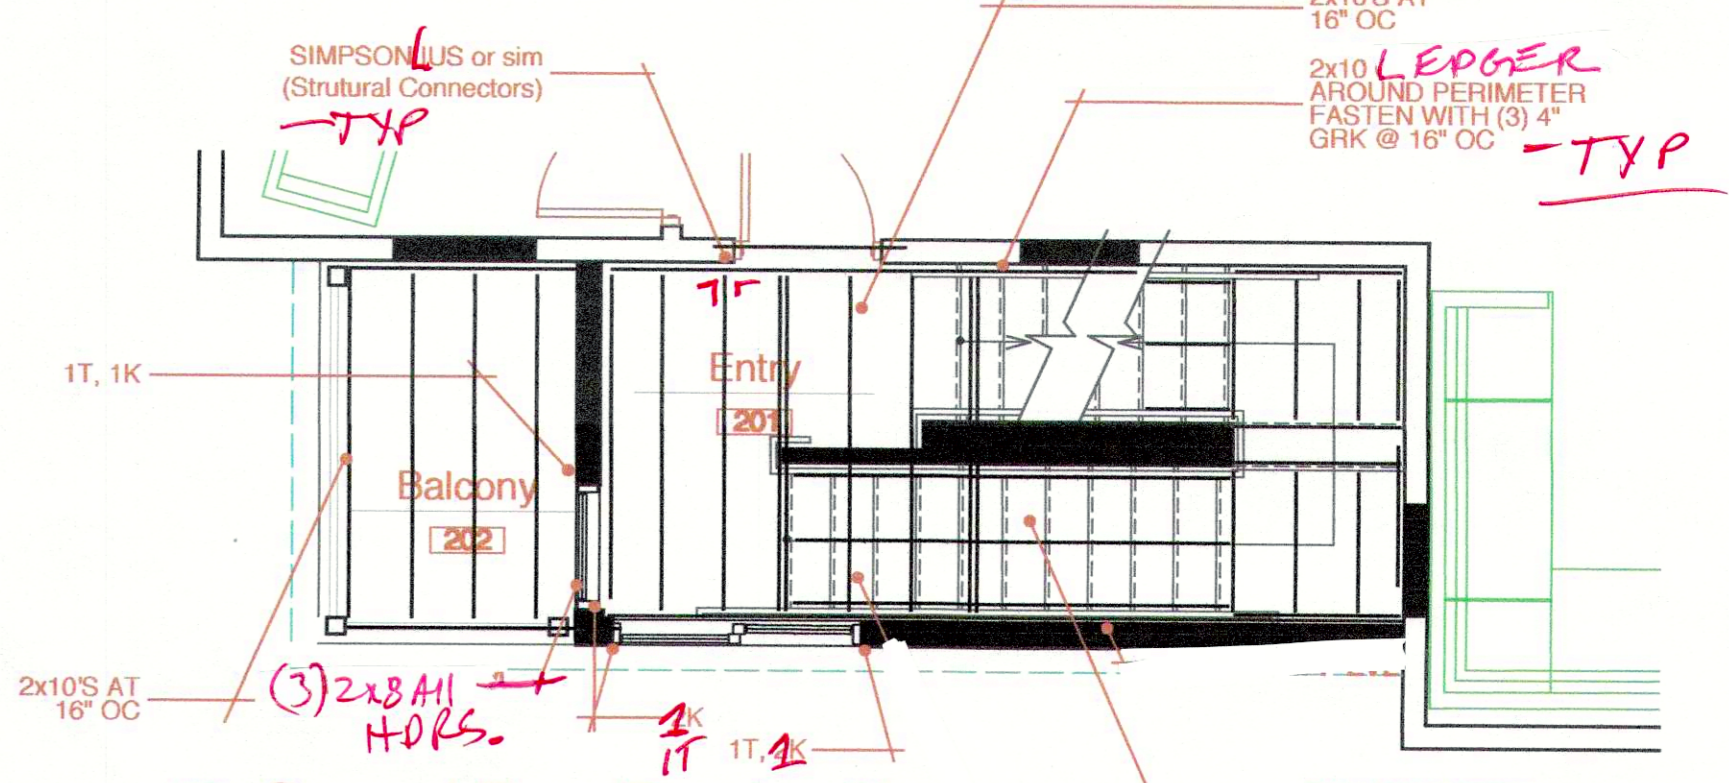 2x10'S AT
16" OC
SIMPSON LUS or sim
(Strutural Connectors)
-TYP
2x10 LEDGER
AROUND PERIMETER
FASTEN WITH (3) 4"
GRK @ 16" OC - TYP
1T, 1K
Entry
201
Balcony
202
2x10'S AT
16" OC
(3) 2x8 All
HDRS.
1K
1T
1T, 1K